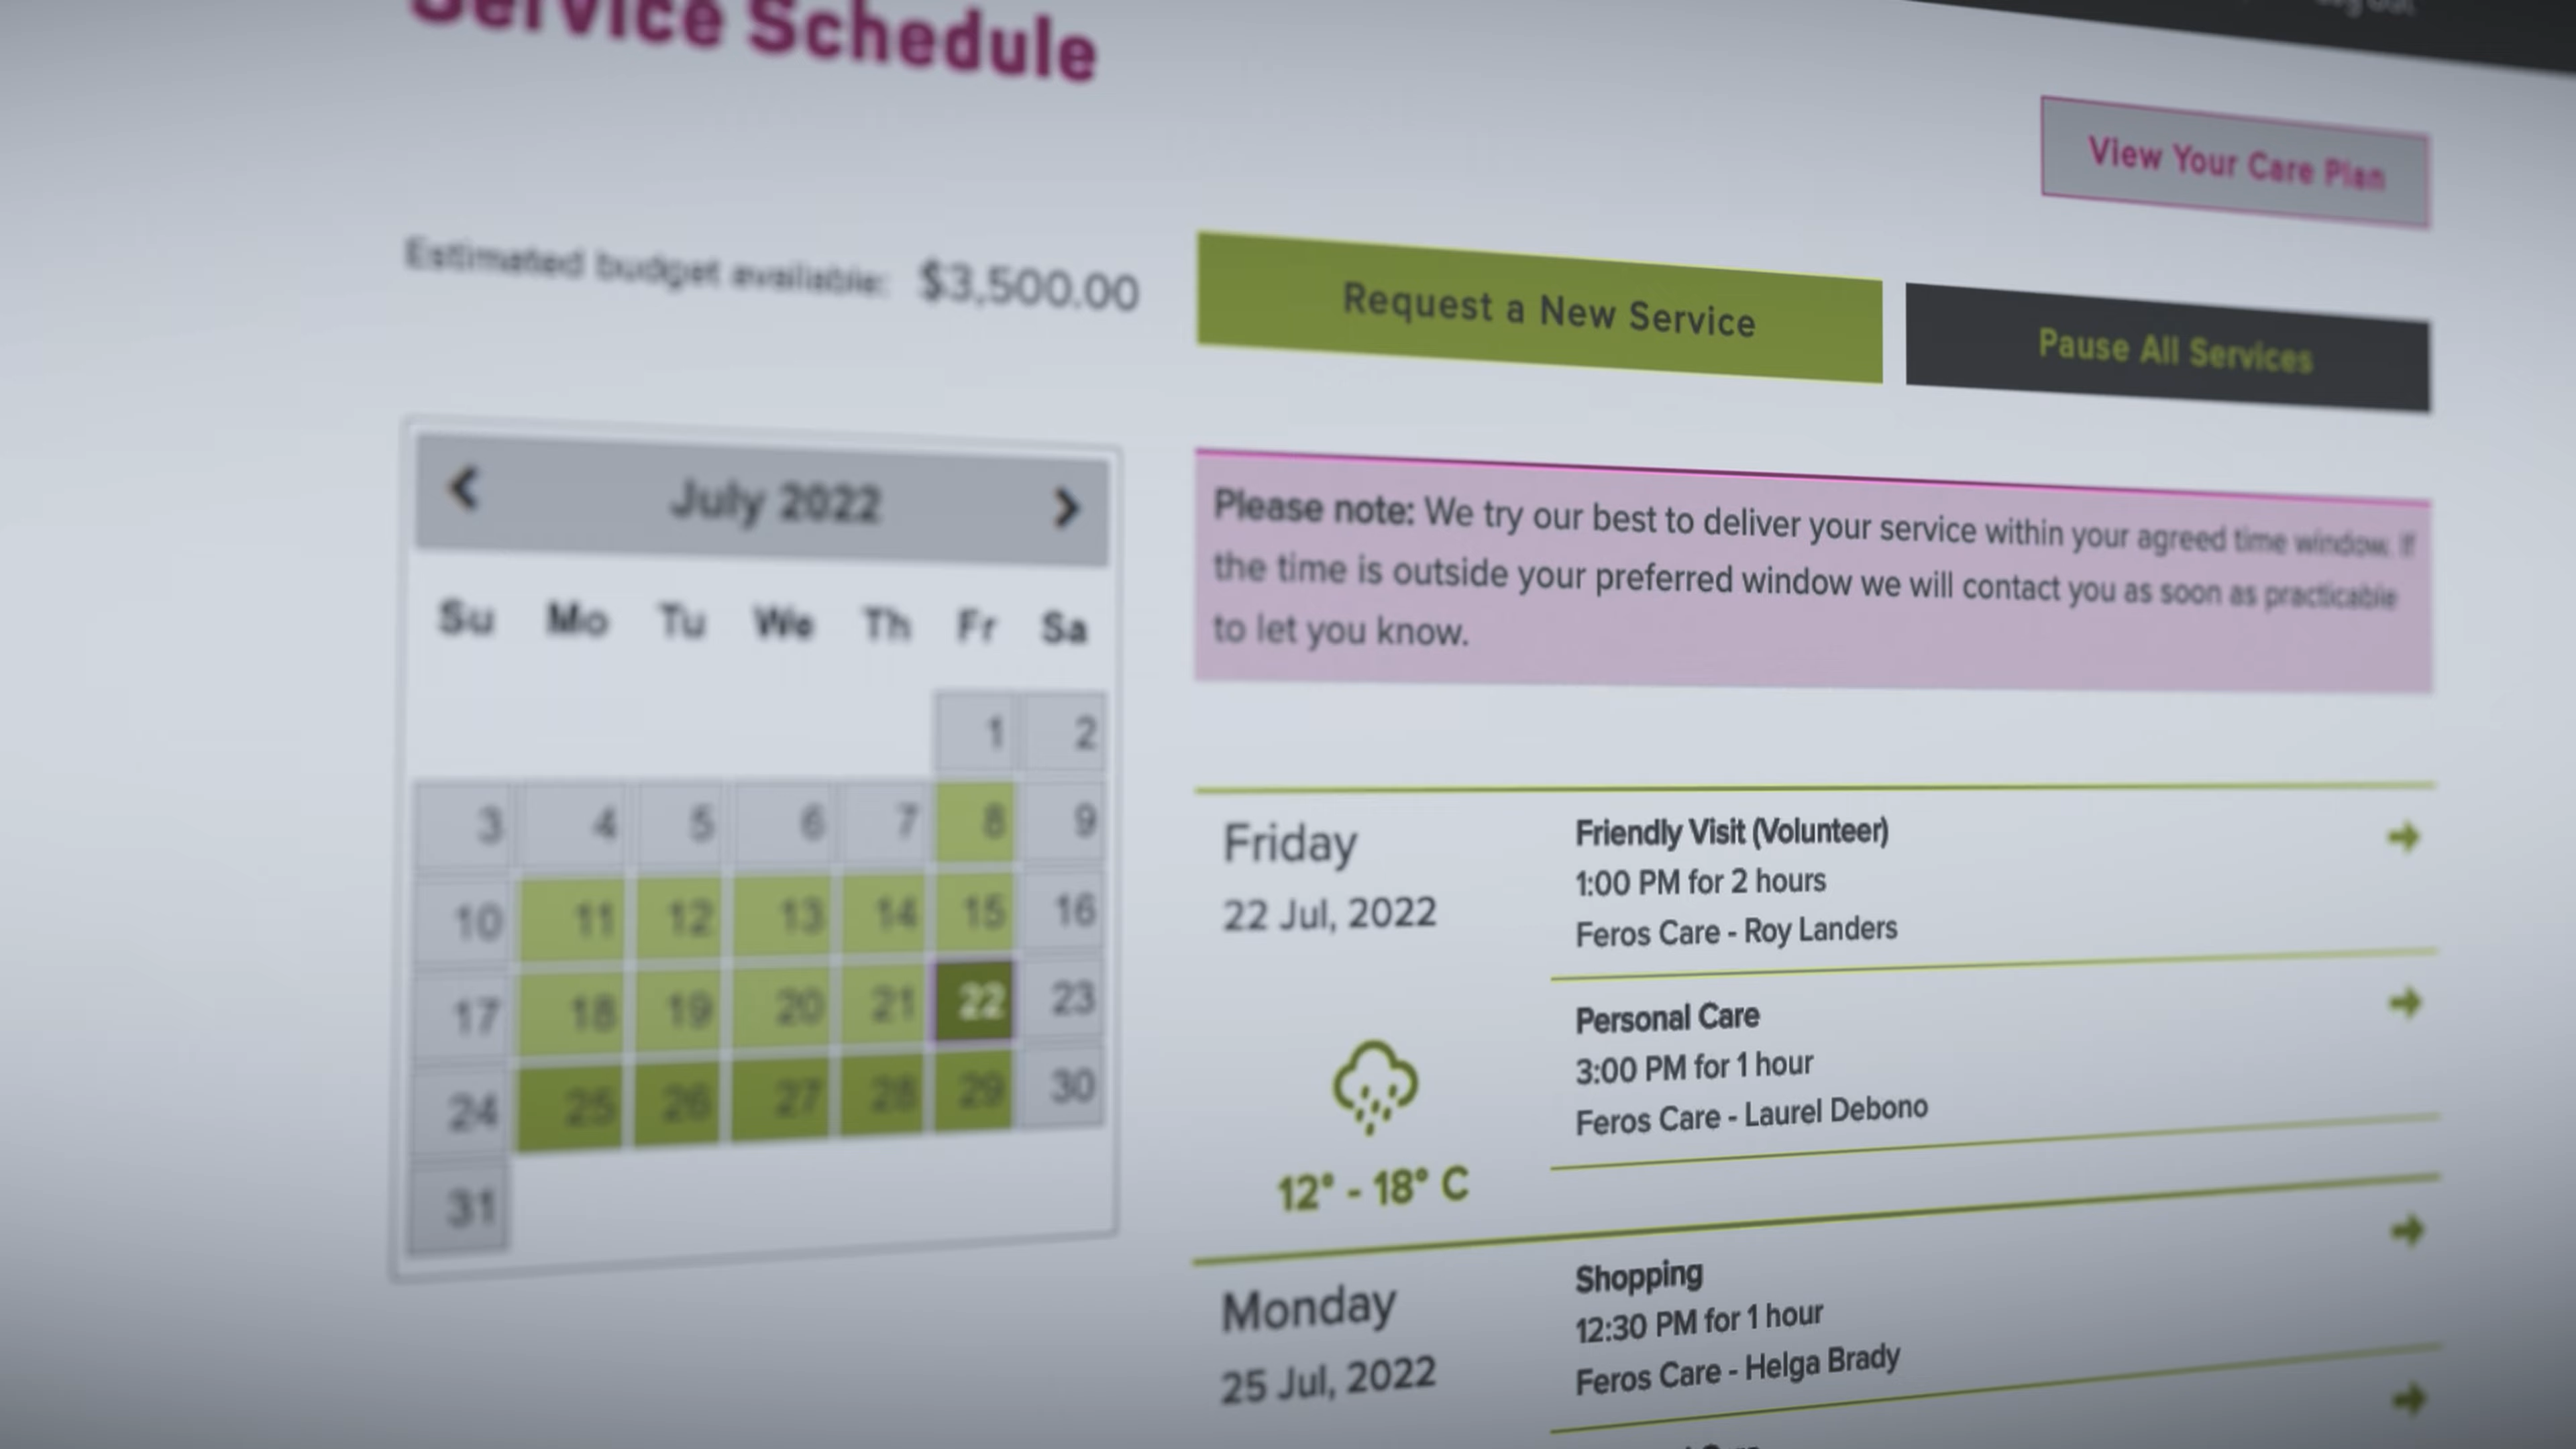 Service Schedule
Log out
View Your Care Plan
Estimated budget available: $3,500.00
Request a New Service
Pause All Services
July 2022
Su Mo Tu We Th Fr Sa
1 2
3 4 5 6 7 8 9
10 11 12 13 14 15 16
17 18 19 20 21 22 23
24 25 26 27 28 29 30
31
Please note: We try our best to deliver your service within your agreed time window. If
the time is outside your preferred window we will contact you as soon as practicable
to let you know.
Friday
22 Jul, 2022
12° - 18° C
Friendly Visit (Volunteer)
1:00 PM for 2 hours
Feros Care - Roy Landers
Personal Care
3:00 PM for 1 hour
Feros Care - Laurel Debono
Monday
25 Jul, 2022
Shopping
12:30 PM for 1 hour
Feros Care - Helga Brady